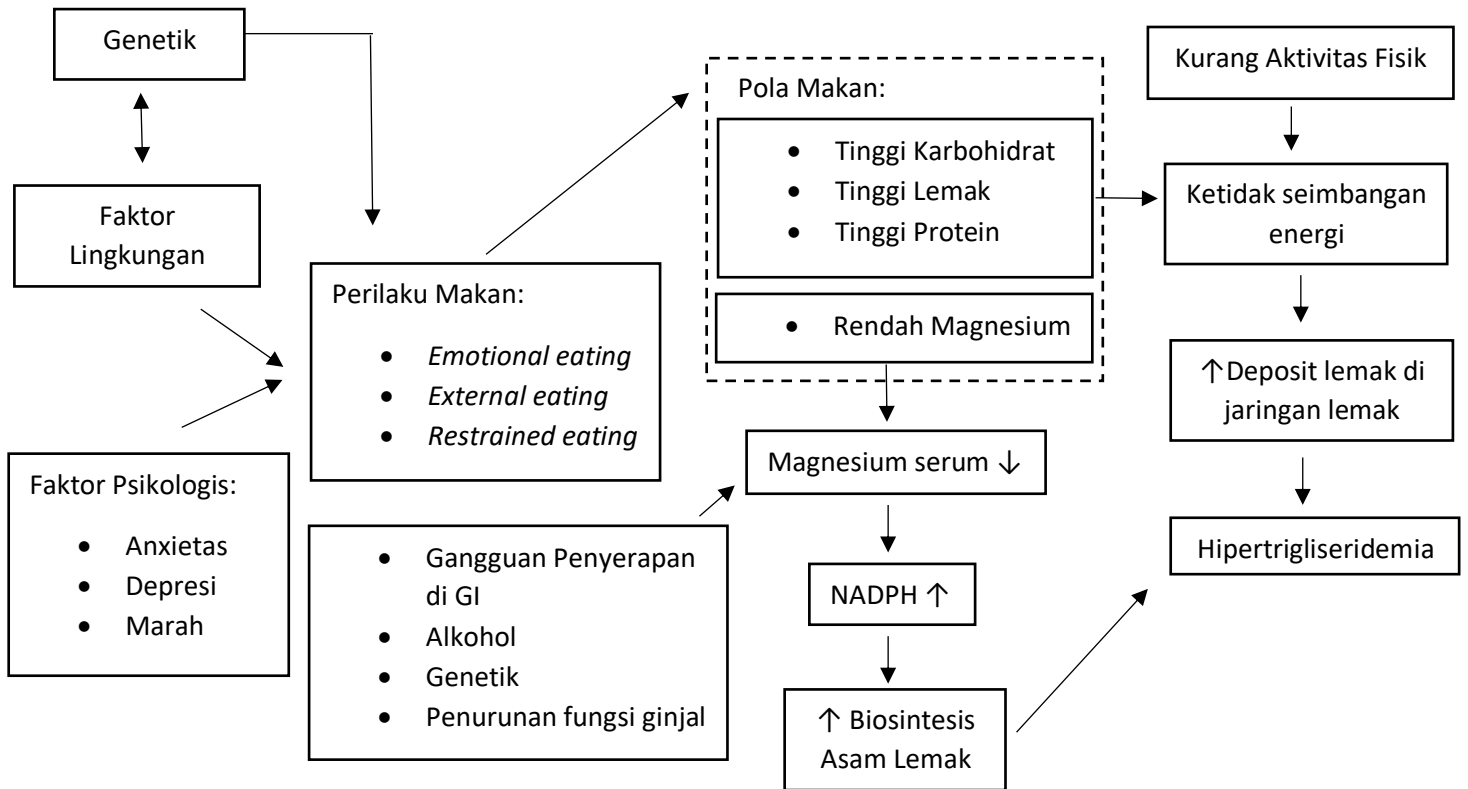 Genetik
Faktor
Lingkungan
Faktor Psikologis:
• Anxietas
• Depresi
• Marah
Perilaku Makan:
• Emotional eating
• External eating
• Restrained eating
• Gangguan Penyerapan
di GI
• Alkohol
• Genetik
• Penurunan fungsi ginjal
Pola Makan:
• Tinggi Karbohidrat
• Tinggi Lemak
• Tinggi Protein
• Rendah Magnesium
Magnesium serum ↓
NADPH ↑
↑ Biosintesis
Asam Lemak
Kurang Aktivitas Fisik
Ketidak seimbangan
energi
↑Deposit lemak di
jaringan lemak
Hipertrigliseridemia